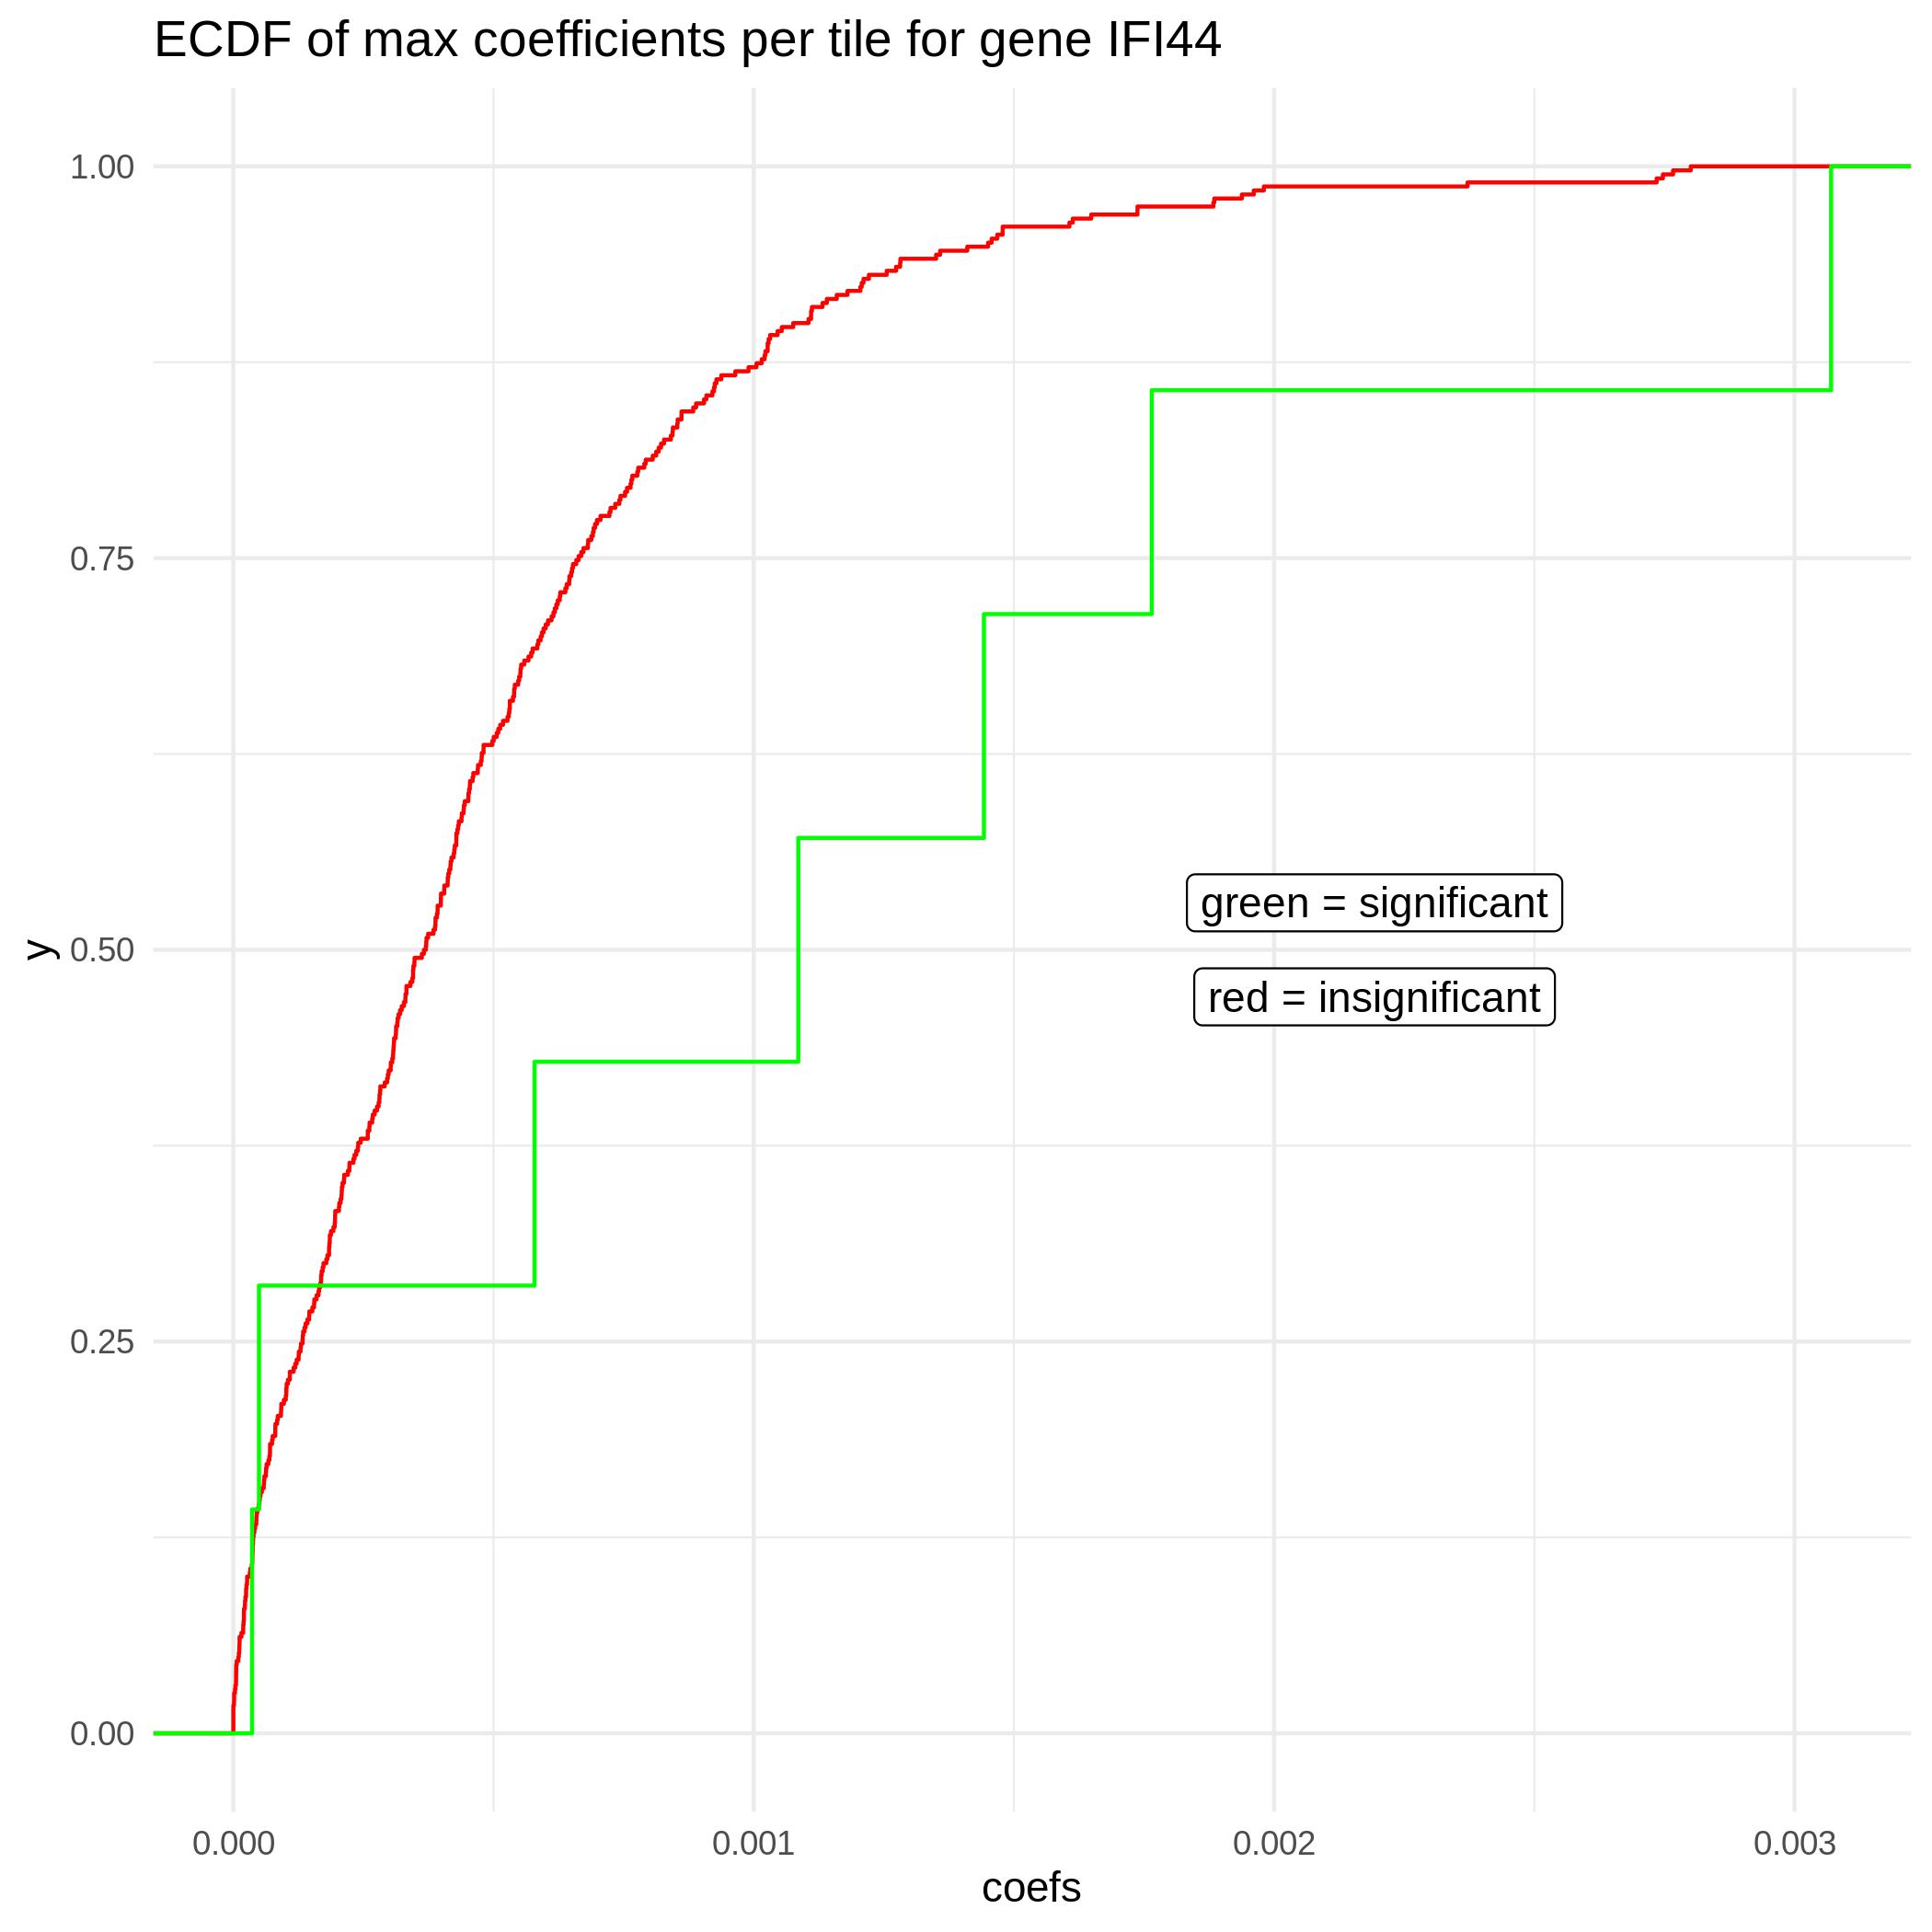 ECDF of max coefficients per tile for gene IFI44
1.00
0.75
0.50
0.25
0.00
y
green = significant
red = insignificant
0.000 0.001 0.002 0.003
coefs